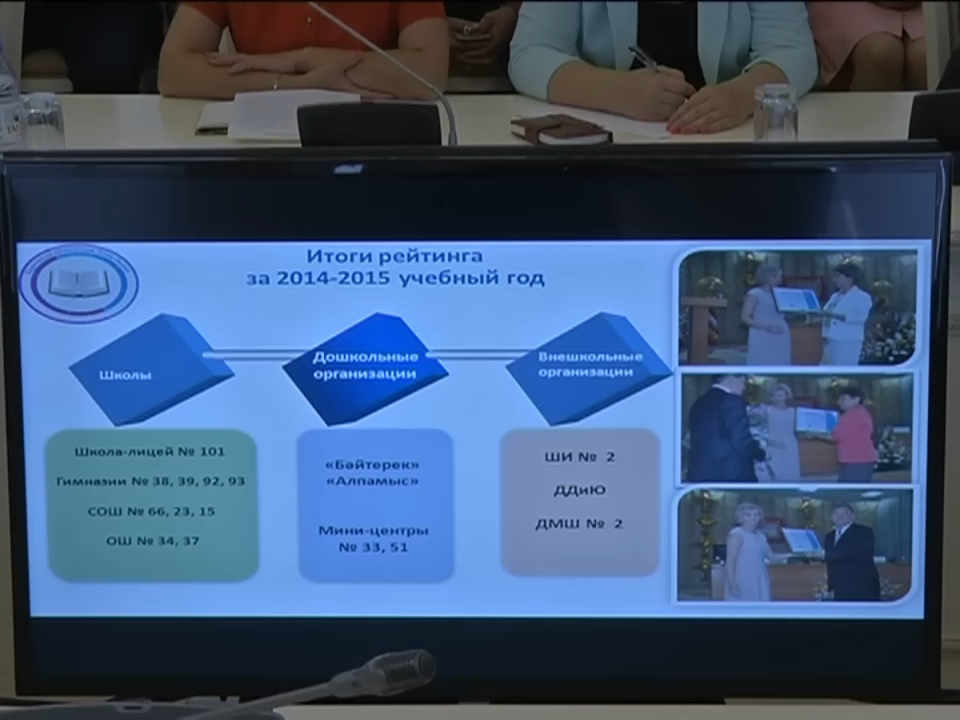 Итоги рейтинга
за 2014-2015 учебный год
Школы
Дошкольные
организации
Внешкольные
организации
Школа-лицей № 101
Гимназии № 38, 39, 92, 93
СОШ № 66, 23, 15
ОШ № 34, 37
«Бәйтерек»
«Алпамыс»
Мини-центры
№ 33, 51
ШИ № 2
ДДиЮ
ДМШ № 2